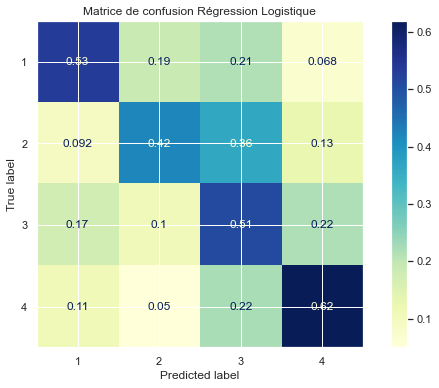 Matrice de confusion Régression Logistique
1 0.53 0.19 0.21 0.068
2 0.092 0.42 0.36 0.13
3 0.17 0.1 0.51 0.22
4 0.11 0.05 0.22 0.62
1 2 3 4
Predicted label
True label
0.6
0.5
0.4
0.3
0.2
0.1